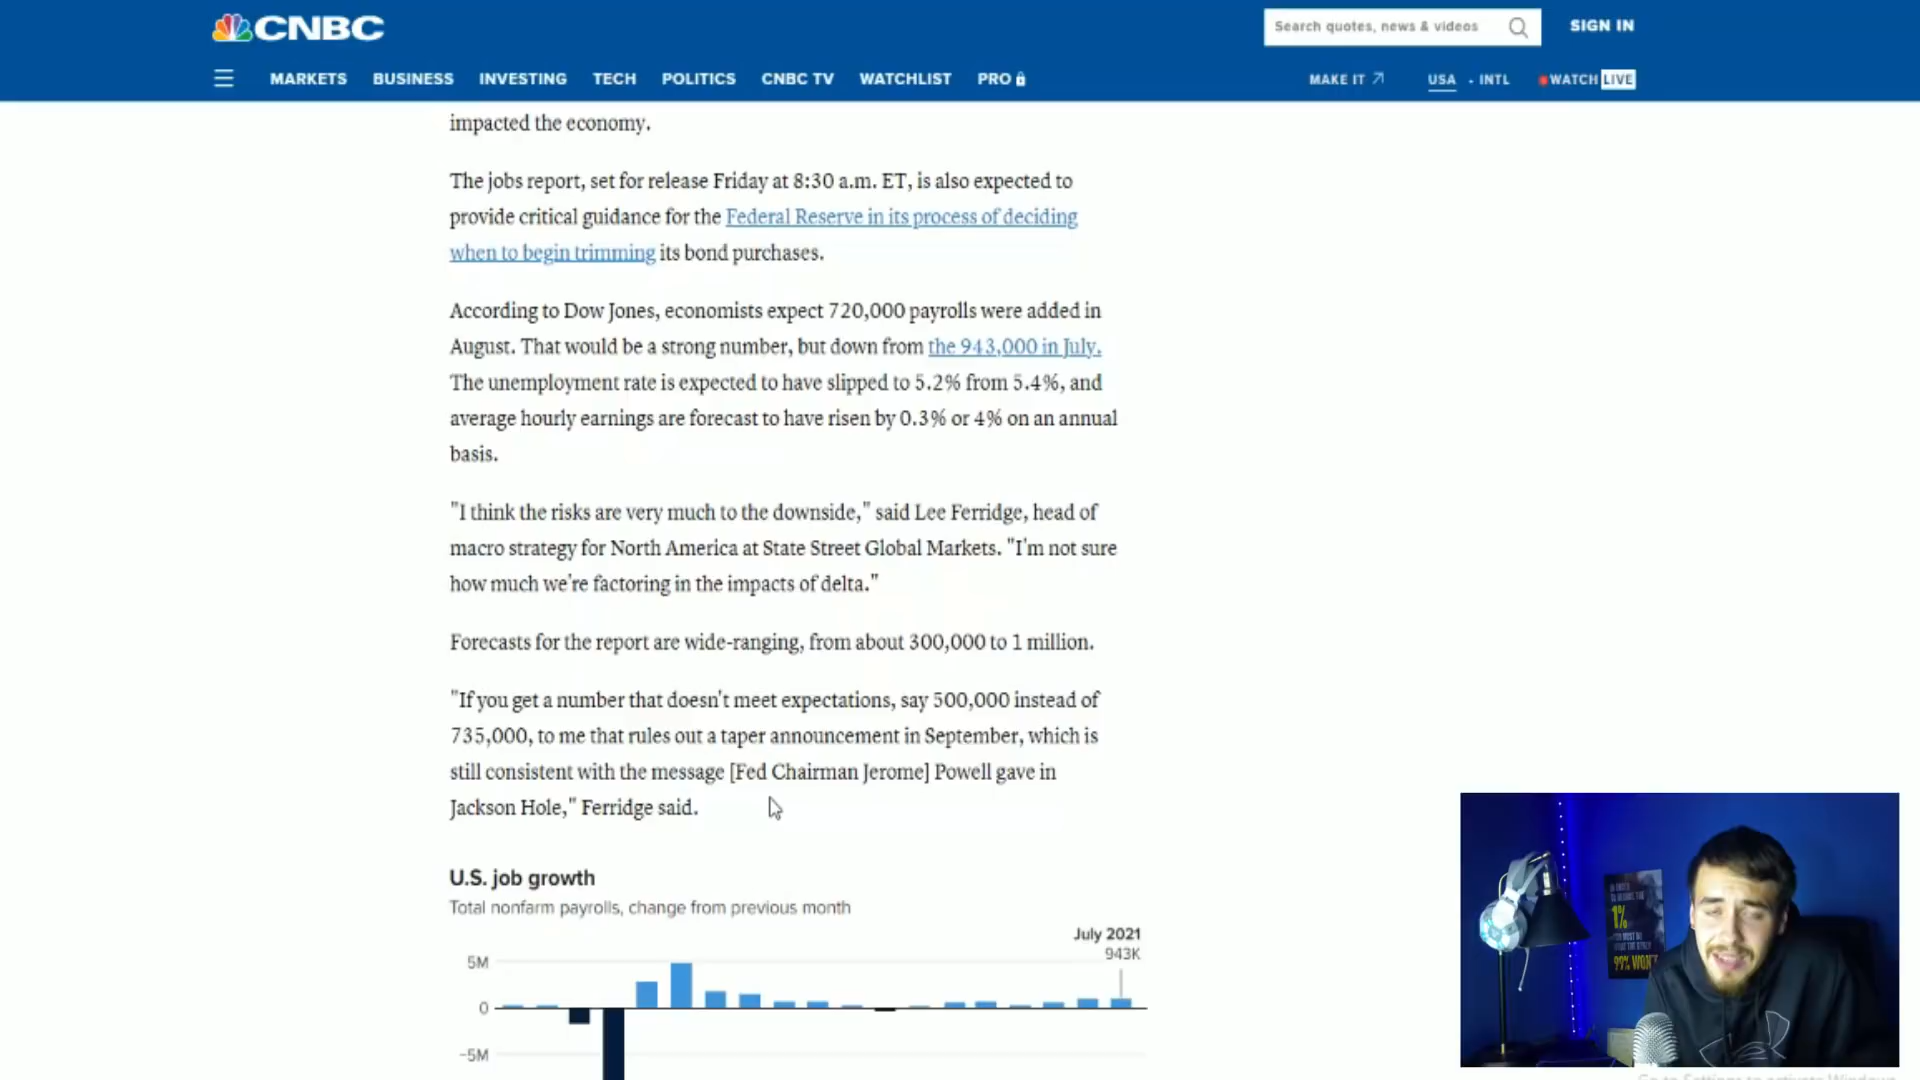 CNBC
Search quotes, news & videos
SIGN IN
MARKETS BUSINESS INVESTING TECH POLITICS CNBC TV WATCHLIST PRO
MAKE IT USA · INTL WATCH LIVE
impacted the economy.
The jobs report, set for release Friday at 8:30 a.m. ET, is also expected to
provide critical guidance for the Federal Reserve in its process of deciding
when to begin trimming its bond purchases.
According to Dow Jones, economists expect 720,000 payrolls were added in
August. That would be a strong number, but down from the 943,000 in July.
The unemployment rate is expected to have slipped to 5.2% from 5.4%, and
average hourly earnings are forecast to have risen by 0.3% or 4% on an annual
basis.
"I think the risks are very much to the downside," said Lee Ferridge, head of
macro strategy for North America at State Street Global Markets. "I'm not sure
how much we're factoring in the impacts of delta."
Forecasts for the report are wide-ranging, from about 300,000 to 1 million.
"If you get a number that doesn't meet expectations, say 500,000 instead of
735,000, to me that rules out a taper announcement in September, which is
still consistent with the message [Fed Chairman Jerome] Powell gave in
Jackson Hole," Ferridge said.
U.S. job growth
Total nonfarm payrolls, change from previous month
July 2021
943K
5M
0
-5M
1%
99% WON'T